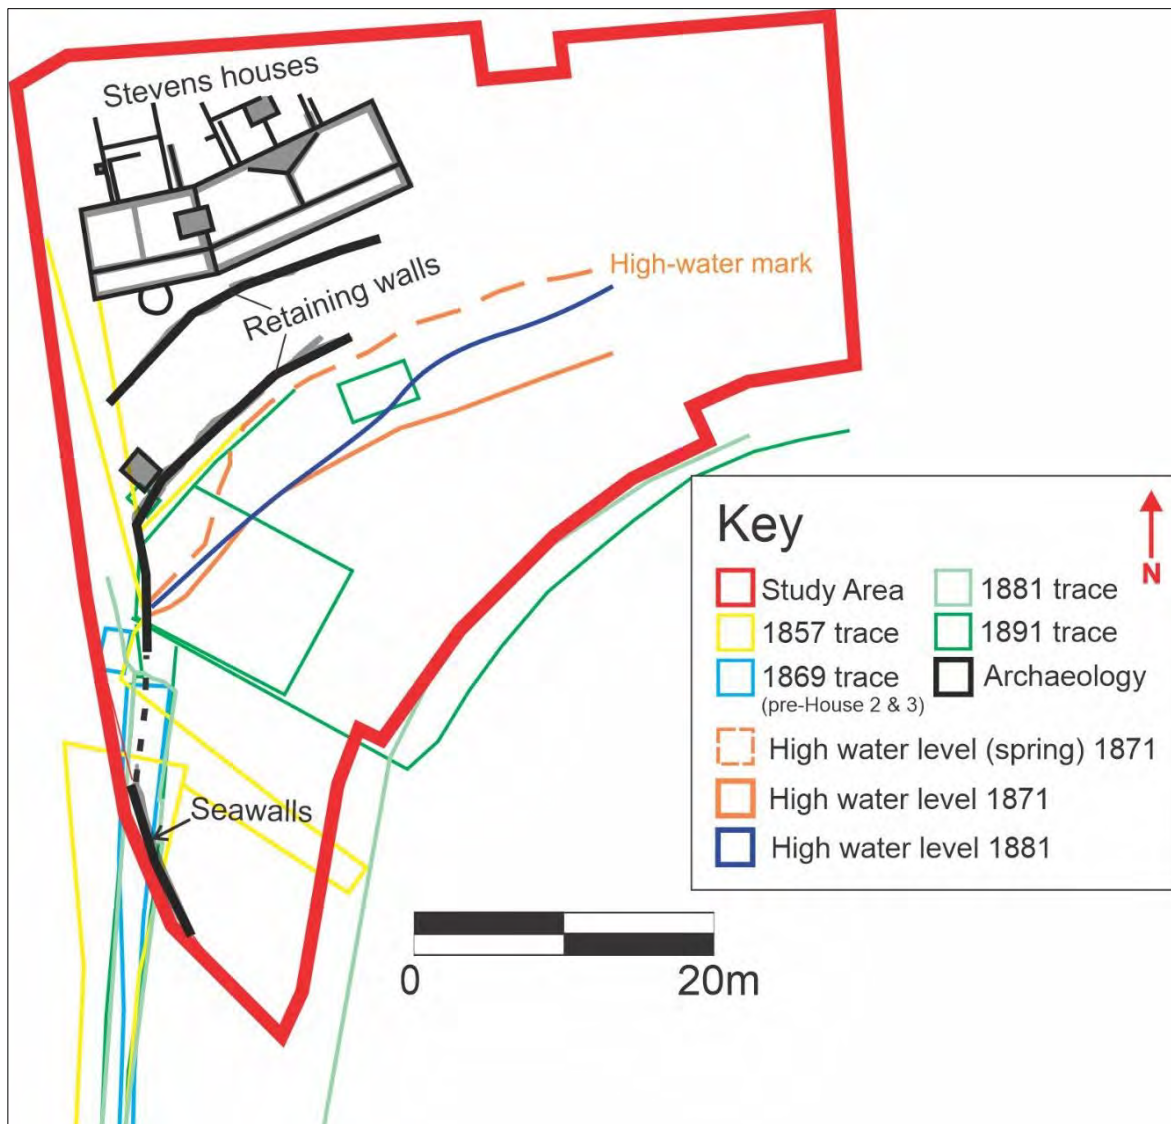 Stevens houses
High-water mark
Retaining walls
Seawalls
0 20m
Key
N
Study Area
1857 trace
1869 trace
(pre-House 2 & 3)
1881 trace
1891 trace
Archaeology
High water level (spring) 1871
High water level 1871
High water level 1881